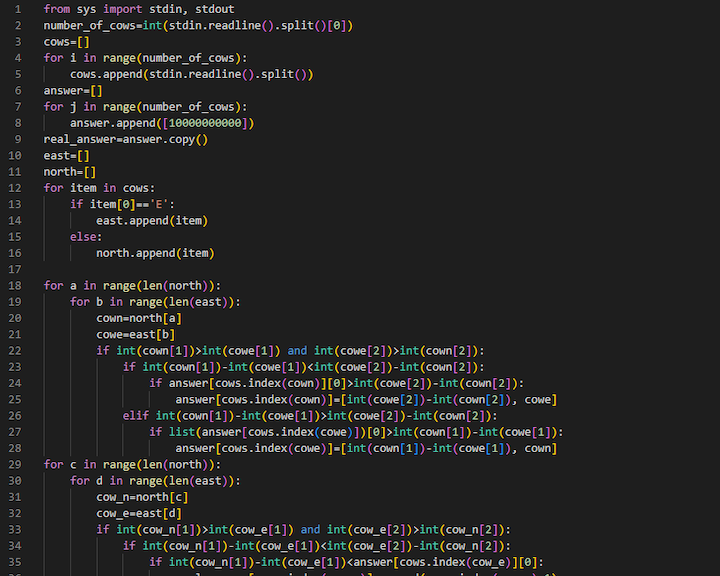 1 from sys import stdin, stdout
2 number_of_cows=int(stdin.readline().split()[0])
3 cows=[]
4 for i in range(number_of_cows):
5 cows.append(stdin.readline().split())
6 answer=[]
7 for j in range(number_of_cows):
8 answer.append([10000000000])
9 real_answer=answer.copy()
10 east=[]
11 north=[]
12 for item in cows:
13 if item[0]=='E':
14 east.append(item)
15 else:
16 north.append(item)
17
18 for a in range(len(north)):
19 for b in range(len(east)):
20 cown=north[a]
21 cowe=east[b]
22 if int(cown[1])>int(cowe[1]) and int(cowe[2])>int(cown[2]):
23 if int(cown[1])-int(cowe[1])<int(cowe[2])-int(cown[2]):
24 if answer[cows.index(cown)][0]>int(cowe[2])-int(cown[2]):
25 answer[cows.index(cown)]=[int(cowe[2])-int(cown[2]), cowe]
26 elif int(cown[1])-int(cowe[1])>int(cowe[2])-int(cown[2]):
27 if list(answer[cows.index(cowe)])[0]>int(cown[1])-int(cowe[1]):
28 answer[cows.index(cowe)]=[int(cown[1])-int(cowe[1]), cown]
29 for c in range(len(north)):
30 for d in range(len(east)):
31 cow_n=north[c]
32 cow_e=east[d]
33 if int(cow_n[1])>int(cow_e[1]) and int(cow_e[2])>int(cow_n[2]):
34 if int(cow_n[1])-int(cow_e[1])<int(cow_e[2])-int(cow_n[2]):
35 if int(cow_n[1])-int(cow_e[1])<answer[cows.index(cow_e)][0]: